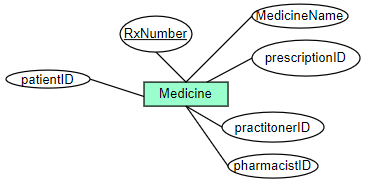 MedicineName
RxNumber
prescriptionID
patientID
Medicine
practitonerID
pharmacistID